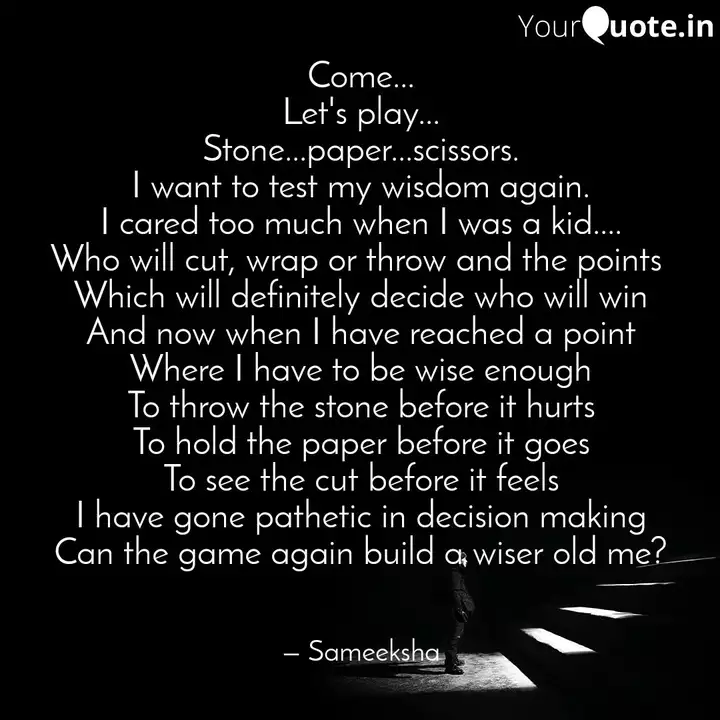 YourQuote.in
Come...
Let's play...
Stone...paper...scissors.
I want to test my wisdom again.
I cared too much when I was a kid....
Who will cut, wrap or throw and the points
Which will definitely decide who will win
And now when I have reached a point
Where I have to be wise enough
To throw the stone before it hurts
To hold the paper before it goes
To see the cut before it feels
I have gone pathetic in decision making
Can the game again build a wiser old me?
– Sameeksha